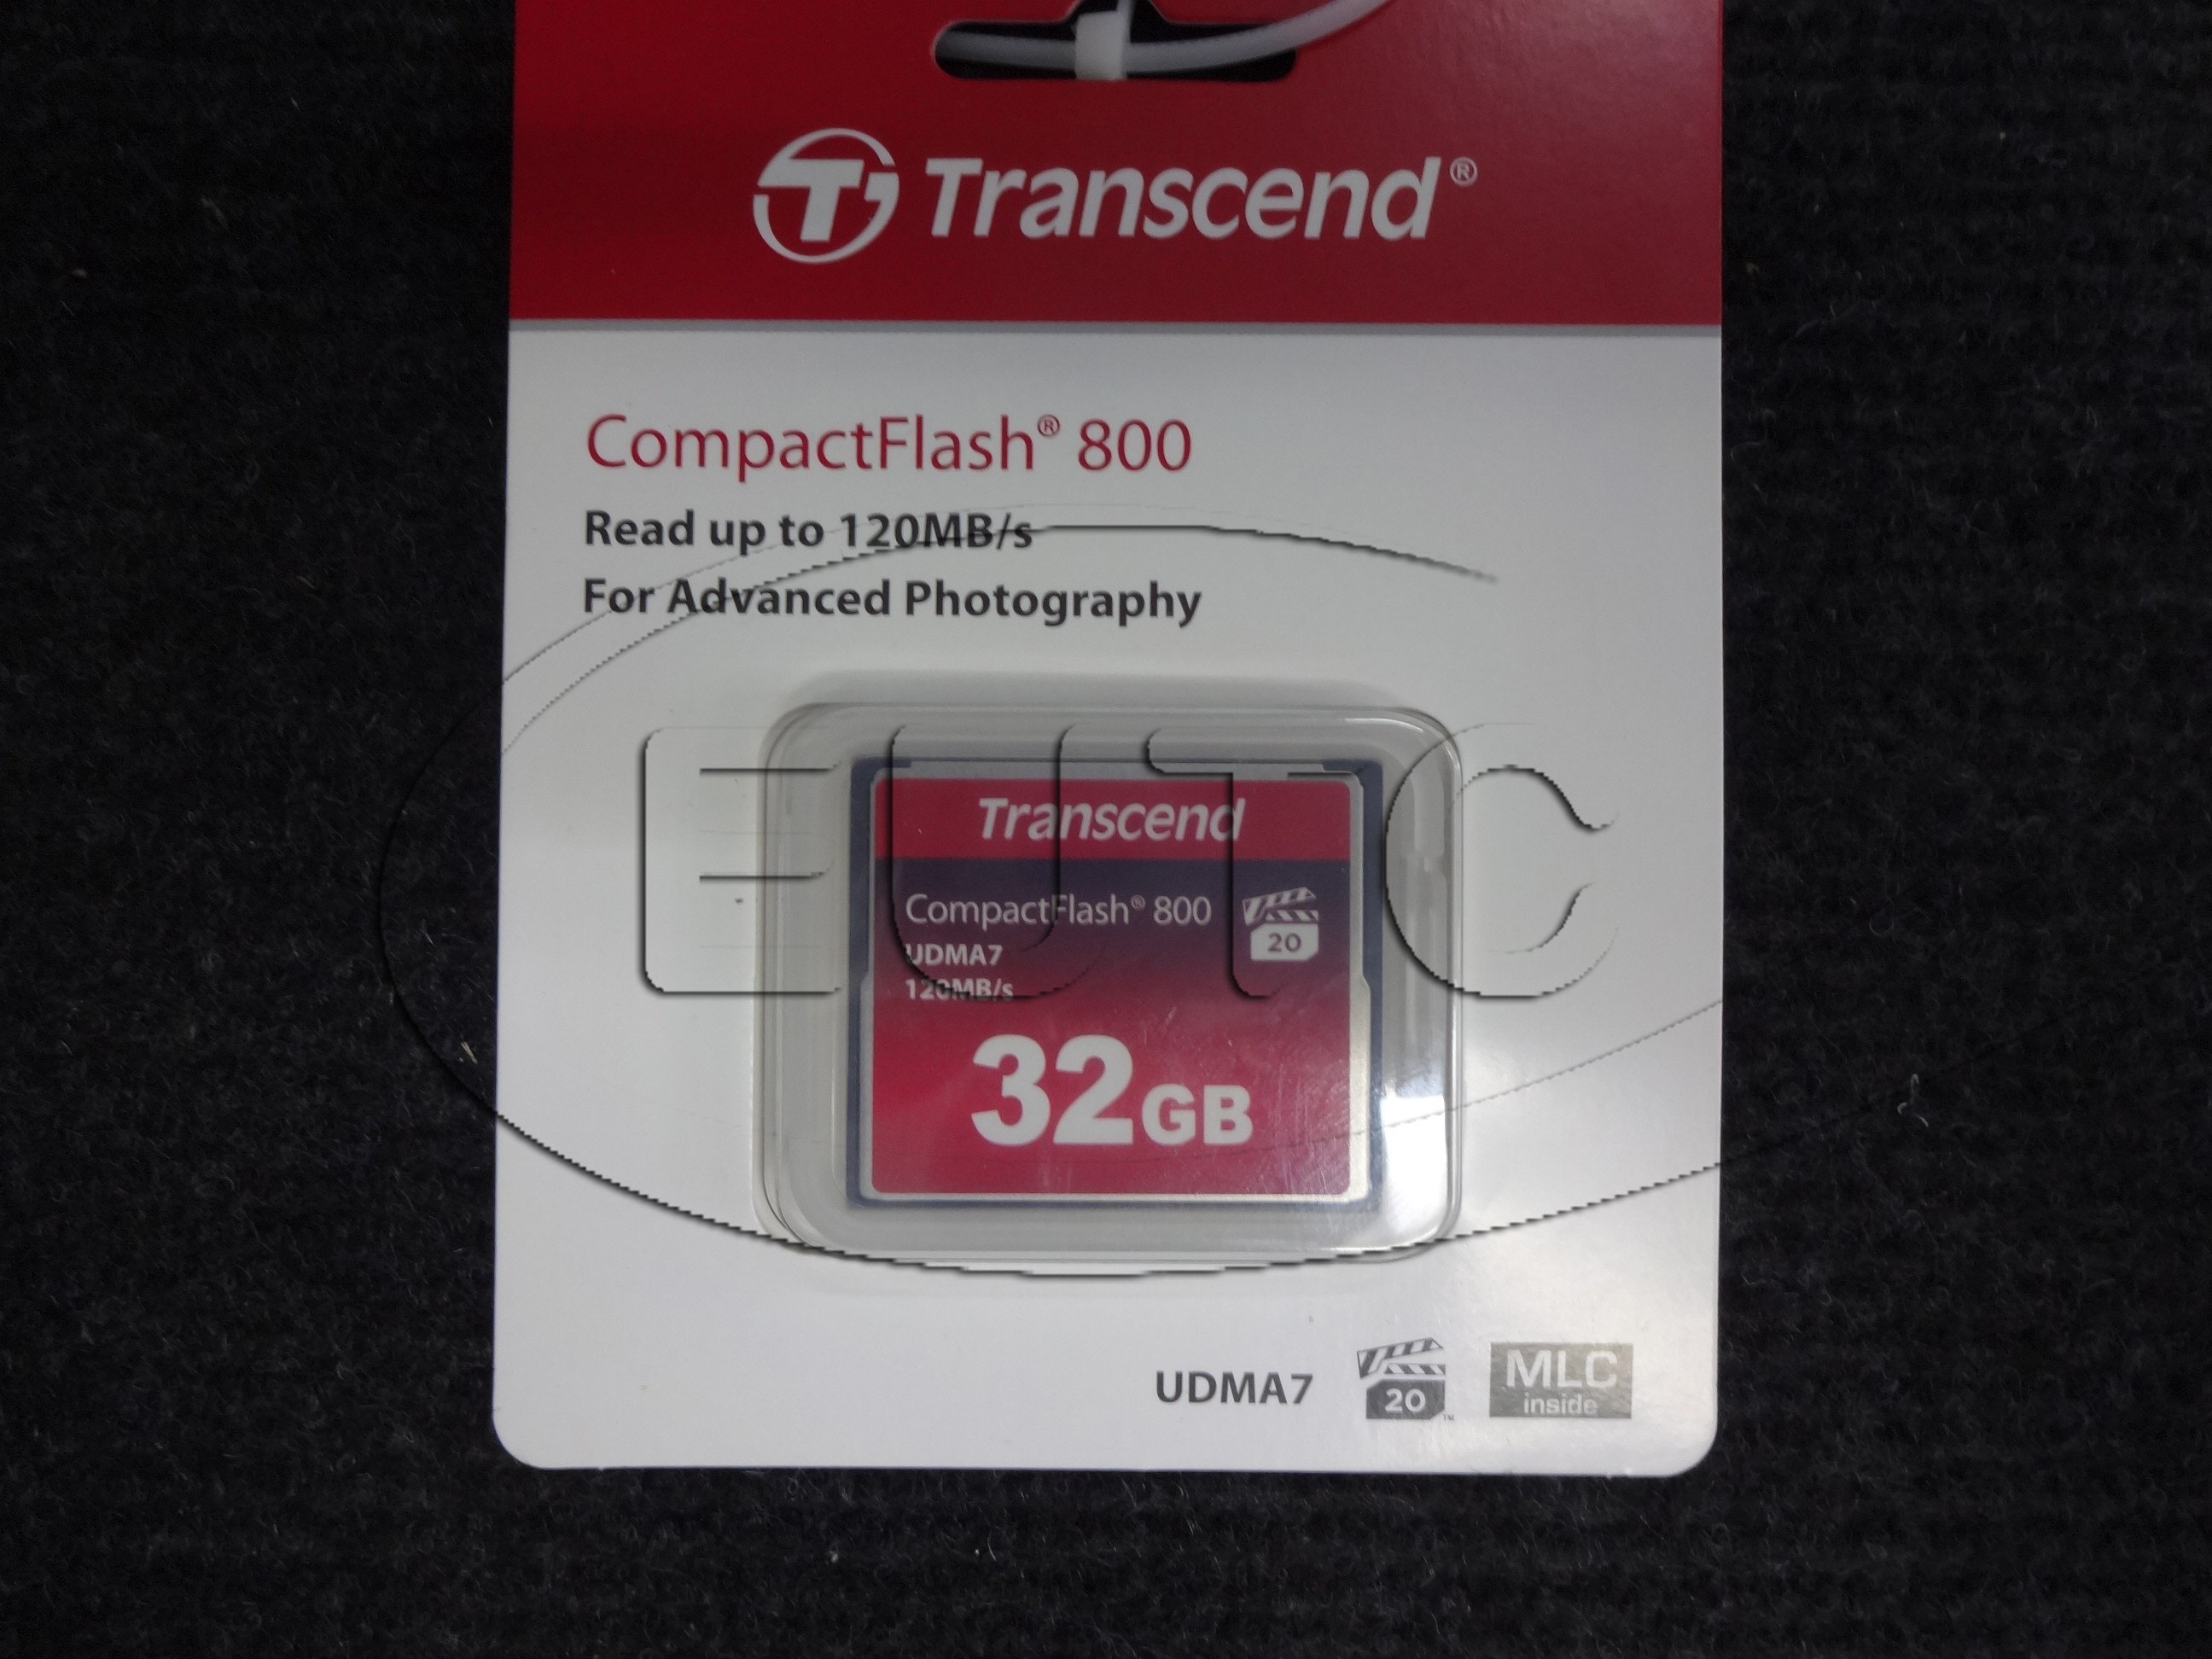 Transcend®
CompactFlash® 800
Read up to 120MB/s
For Advanced Photography
EUTC
Transcend
CompactFlash® 800
20
UDMA7
120MB/s
32GB
UDMA7
20™
MLC
inside